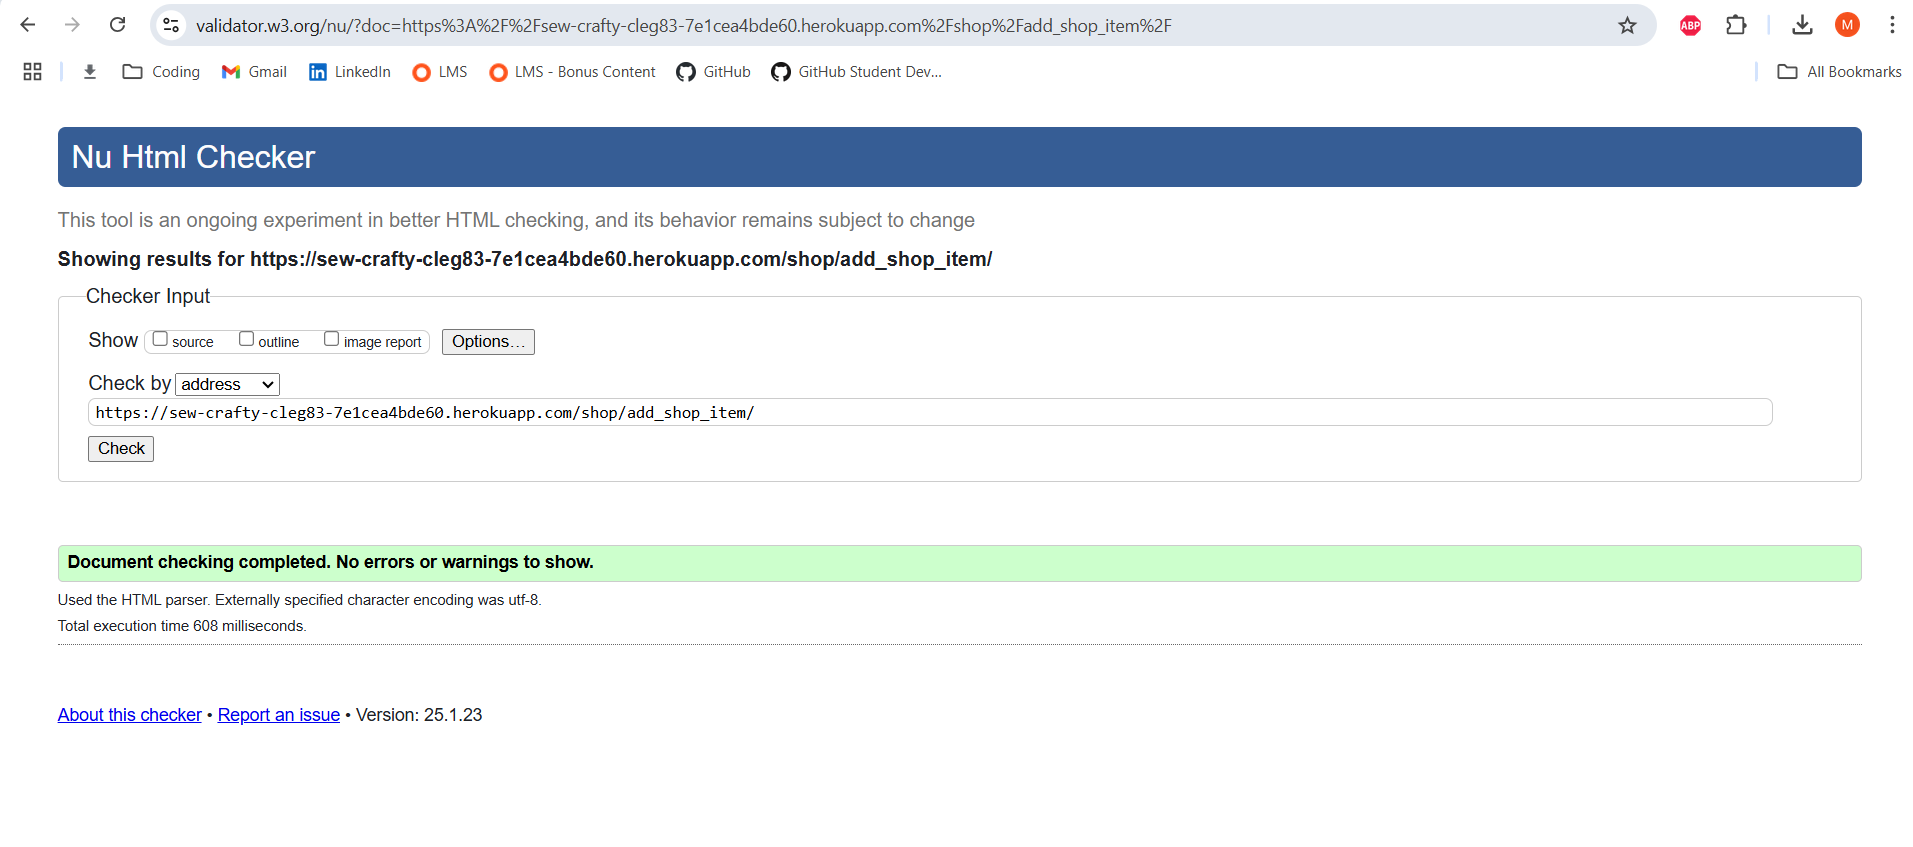 validator.w3.org/nu/?doc=https%3A%2F%2Fsew-crafty-cleg83-7e1cea4bde60.herokuapp.com%2Fshop%2Fadd_shop_item%2F
ABP
M
Coding
Gmail
LinkedIn
LMS
LMS - Bonus Content
GitHub
GitHub Student Dev...
All Bookmarks
Nu Html Checker
This tool is an ongoing experiment in better HTML checking, and its behavior remains subject to change
Showing results for https://sew-crafty-cleg83-7e1cea4bde60.herokuapp.com/shop/add_shop_item/
Checker Input
Show source outline image report Options...
Check by address
https://sew-crafty-cleg83-7e1cea4bde60.herokuapp.com/shop/add_shop_item/
Check
Document checking completed. No errors or warnings to show.
Used the HTML parser. Externally specified character encoding was utf-8.
Total execution time 608 milliseconds.
About this checker • Report an issue • Version: 25.1.23